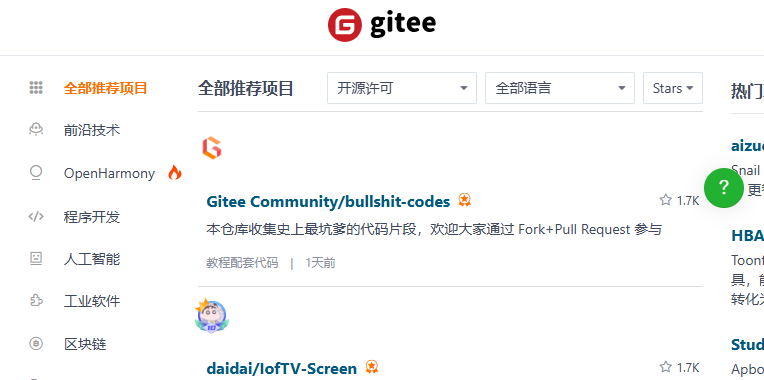 gitee
全部推荐项目
前沿技术
OpenHarmony
程序开发
人工智能
工业软件
区块链
全部推荐项目
开源许可
全部语言
Stars
Gitee Community/bullshit-codes
1.7K
本仓库收集史上最坑爹的代码片段，欢迎大家通过 Fork+Pull Request 参与
教程配套代码 | 1天前
daidai/IofTV-Screen
1.7K
热门
Snail
?
更
HBA
具，
转化为
Stud
Apbo